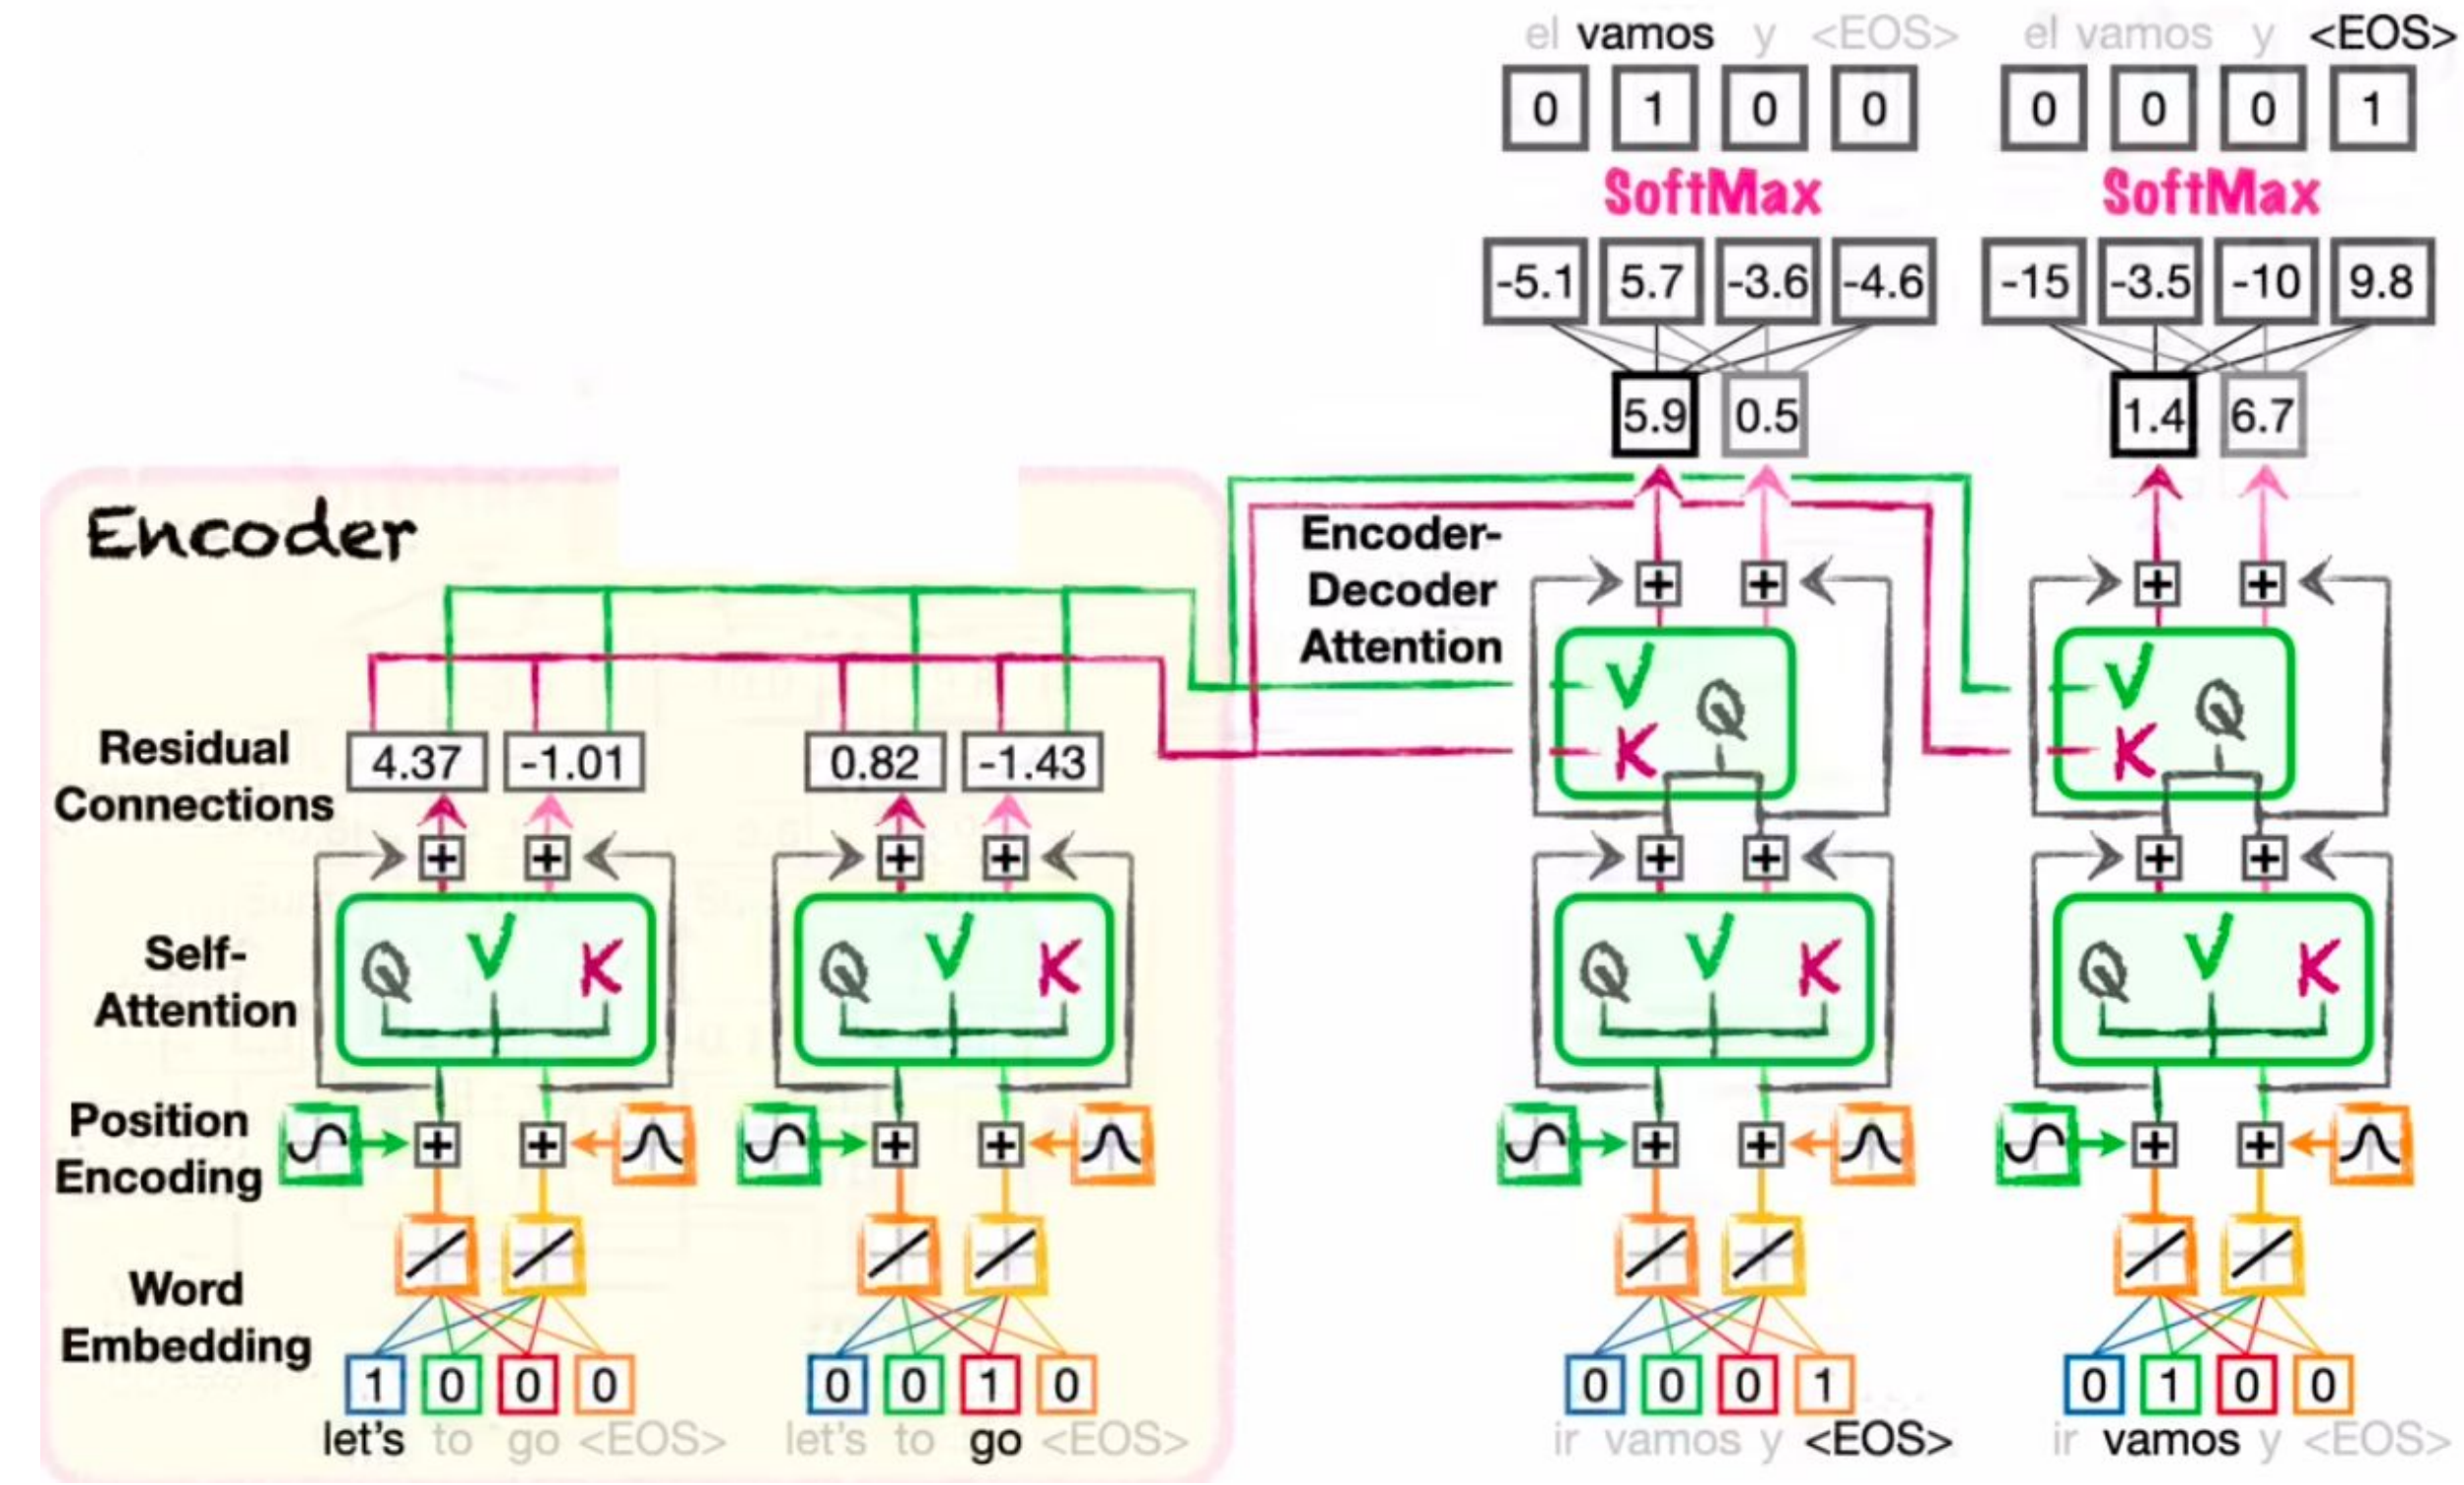 el vamos y <EOS>
el vamos y <EOS>
0 1 0 0
0 0 0 1
SoftMax
SoftMax
-5.1 5.7 -3.6 -4.6
-15 -3.5 -10 9.8
5.9 0.5
1.4 6.7
Encoder
Encoder-
Decoder
Attention
V
Q
K
V
Q
K
Residual
Connections
4.37 -1.01
0.82 -1.43
+ +
+ +
+ +
+ +
+ +
+ +
Self-
Attention
Q V K
Q V K
Q V K
Q V K
Position
Encoding
+ +
+ +
+ +
+ +
Word
Embedding
1 0 0 0
0 0 1 0
0 0 0 1
0 1 0 0
let's to go <EOS>
let's to go <EOS>
ir vamos y <EOS>
ir vamos y <EOS>